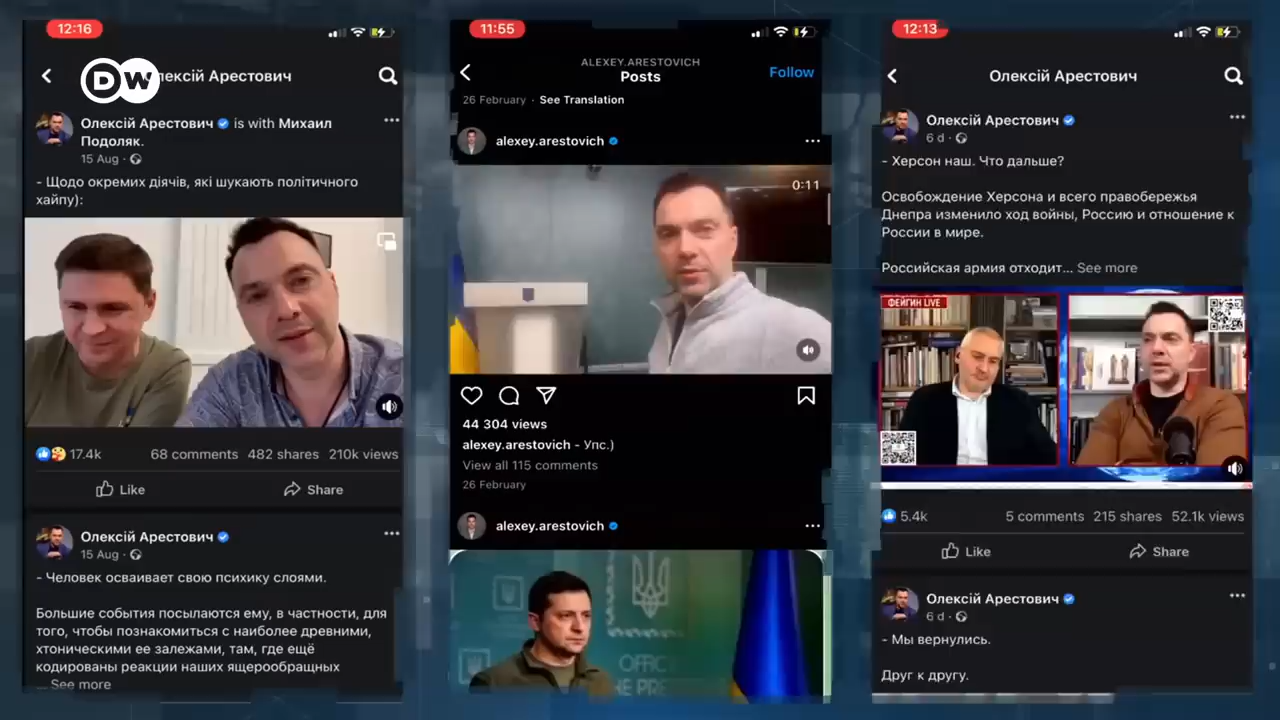 12:16
DW
лексій Арестович
Олексій Арестович is with Михаил
Подоляк.
15 Aug ·
- Щодо окремих діячів, які шукають політичного
хайпу):
17.4k 68 comments 482 shares 210k views
Like Share
Олексій Арестович
15 Aug ·
- Человек осваивает свою психику слоями.
Большие события посылаются ему, в частности, для
того, чтобы познакомиться с наиболее древними,
хтоническими ее залежами, там, где ещё
кодированы реакции наших ящерообразных
... See more
11:55
ALEXEY.ARESTOVICH
Posts
Follow
26 February · See Translation
alexey.arestovich
0:11
44 304 views
alexey.arestovich - Упс.)
View all 115 comments
26 February
alexey.arestovich
OFFIC
HE PRE
12:13
Олексій Арестович
Олексій Арестович
6 d ·
- Херсон наш. Что дальше?
Освобождение Херсона и всего правобережья
Днепра изменило ход войны, Россию и отношение к
России в мире.
Российская армия отходит... See more
ФЕЙГИН LIVE
5.4k 5 comments 215 shares 52.1k views
Like Share
Олексій Арестович
6 d ·
- Мы вернулись.
Друг к другу.